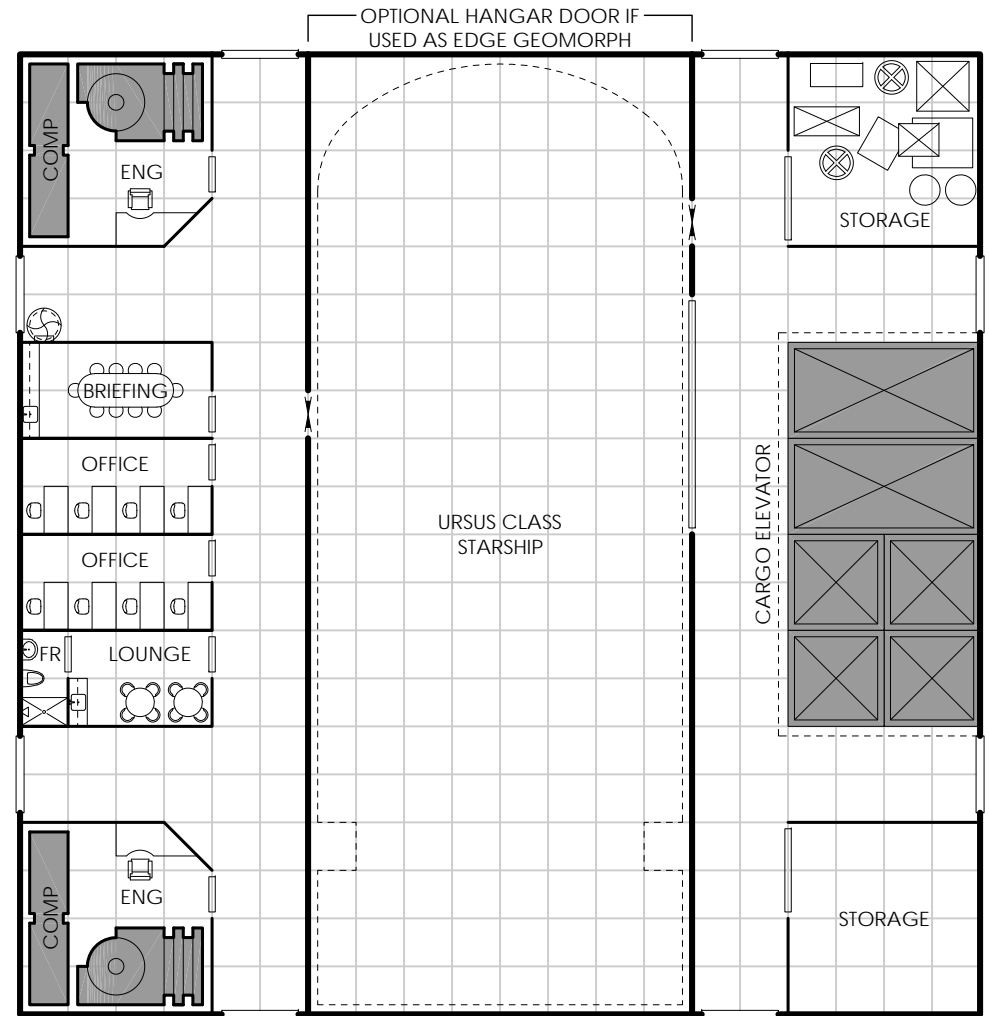 OPTIONAL HANGAR DOOR IF
USED AS EDGE GEOMORPH
COMP
ENG
STORAGE
BRIEFING
OFFICE
OFFICE
FR
LOUNGE
URSUS CLASS
STARSHIP
CARGO ELEVATOR
COMP
ENG
STORAGE